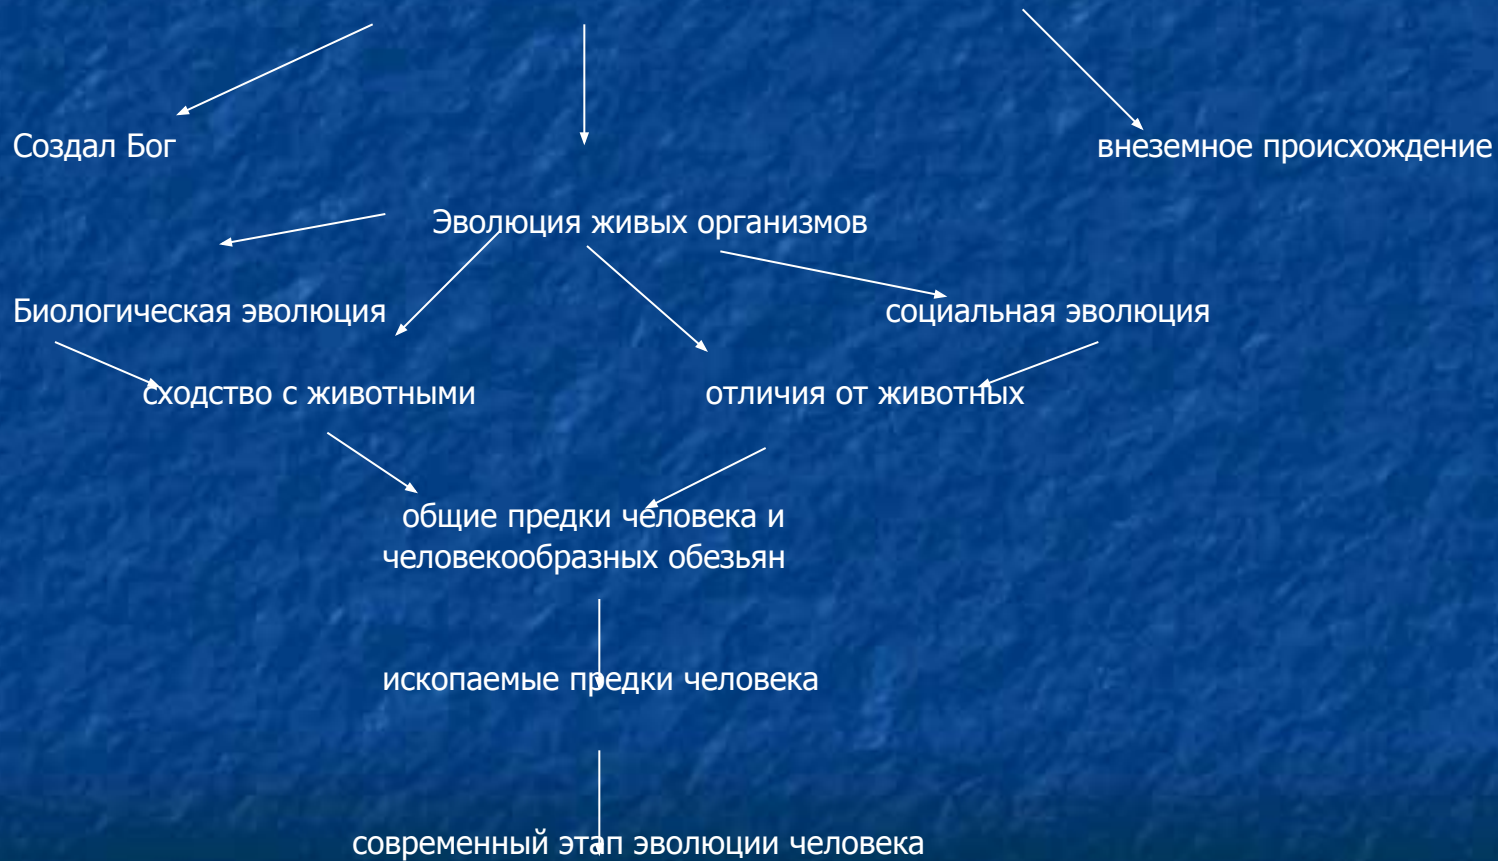 Создал Бог
внеземное происхождение
Эволюция живых организмов
Биологическая эволюция
социальная эволюция
сходство с животными
отличия от животных
общие предки человека и
человекообразных обезьян
ископаемые предки человека
современный этап эволюции человека